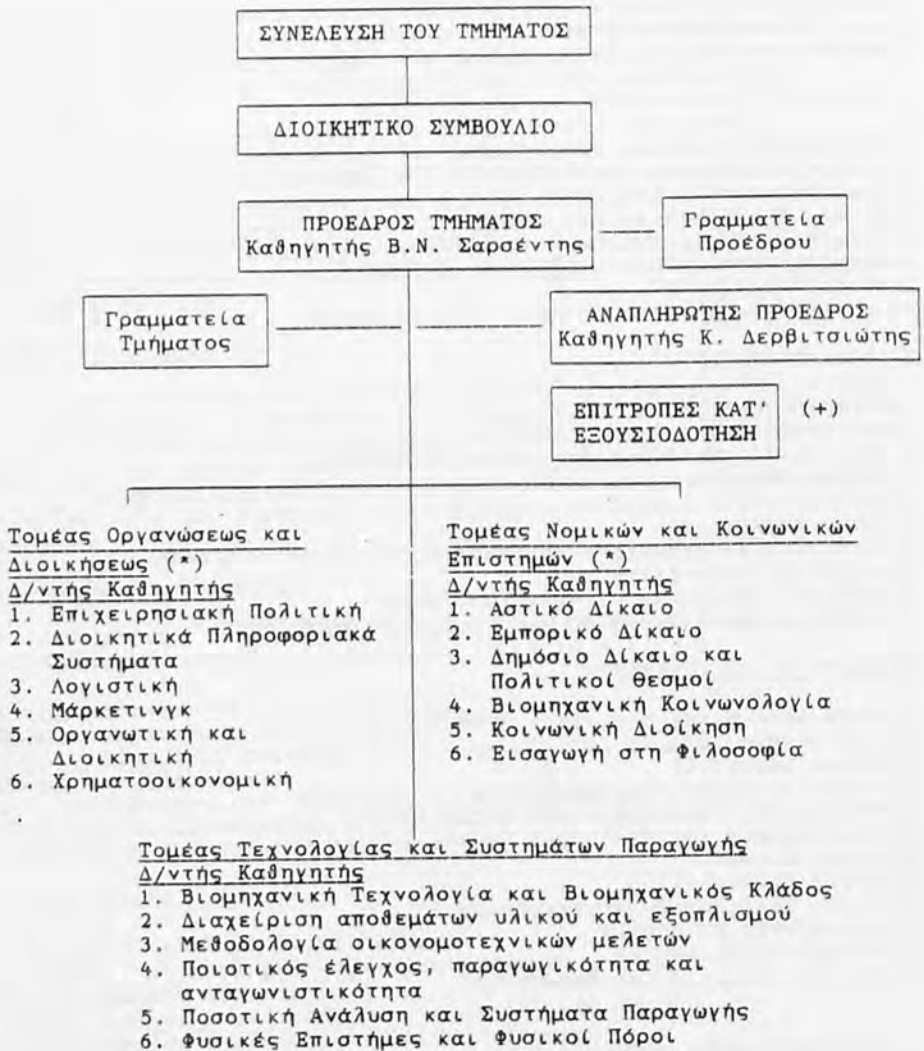 ΣΥΝΕΛΕΥΣΗ ΤΟΥ ΤΜΗΜΑΤΟΣ
ΔΙΟΙΚΗΤΙΚΟ ΣΥΜΒΟΥΛΙΟ
ΠΡΟΕΔΡΟΣ ΤΜΗΜΑΤΟΣ
Καθηγητής Β.Ν. Σαρσέντης
Γραμματεία
Προέδρου
Γραμματεία
Τμήματος
ΑΝΑΠΛΗΡΩΤΗΣ ΠΡΟΕΔΡΟΣ
Καθηγητής Κ. Δερβιτσιώτης
ΕΠΙΤΡΟΠΕΣ ΚΑΤ' (+)
ΕΞΟΥΣΙΟΔΟΤΗΣΗ
Τομέας Οργανώσεως και
Διοικήσεως (*)
Δ/ντής Καθηγητής
1. Επιχειρησιακή Πολιτική
2. Διοικητικά Πληροφοριακά
Συστήματα
3. Λογιστική
4. Μάρκετινγκ
5. Οργανωτική και
Διοικητική
6. Χρηματοοικονομική
Τομέας Νομικών και Κοινωνικών
Επιστημών (*)
Δ/ντής Καθηγητής
1. Αστικό Δίκαιο
2. Εμπορικό Δίκαιο
3. Δημόσιο Δίκαιο και
Πολιτικοί Θεσμοί
4. Βιομηχανική Κοινωνολογία
5. Κοινωνική Διοίκηση
6. Εισαγωγή στη Φιλοσοφία
Τομέας Τεχνολογίας και Συστημάτων Παραγωγής
Δ/ντής Καθηγητής
1. Βιομηχανική Τεχνολογία και Βιομηχανικός Κλάδος
2. Διαχείριση αποθεμάτων υλικού και εξοπλισμού
3. Μεθοδολογία οικονομοτεχνικών μελετών
4. Ποιοτικός έλεγχος, παραγωγικότητα και
ανταγωνιστικότητα
5. Ποσοτική Ανάλυση και Συστήματα Παραγωγής
6. Φυσικές Επιστήμες και Φυσικοί Πόροι